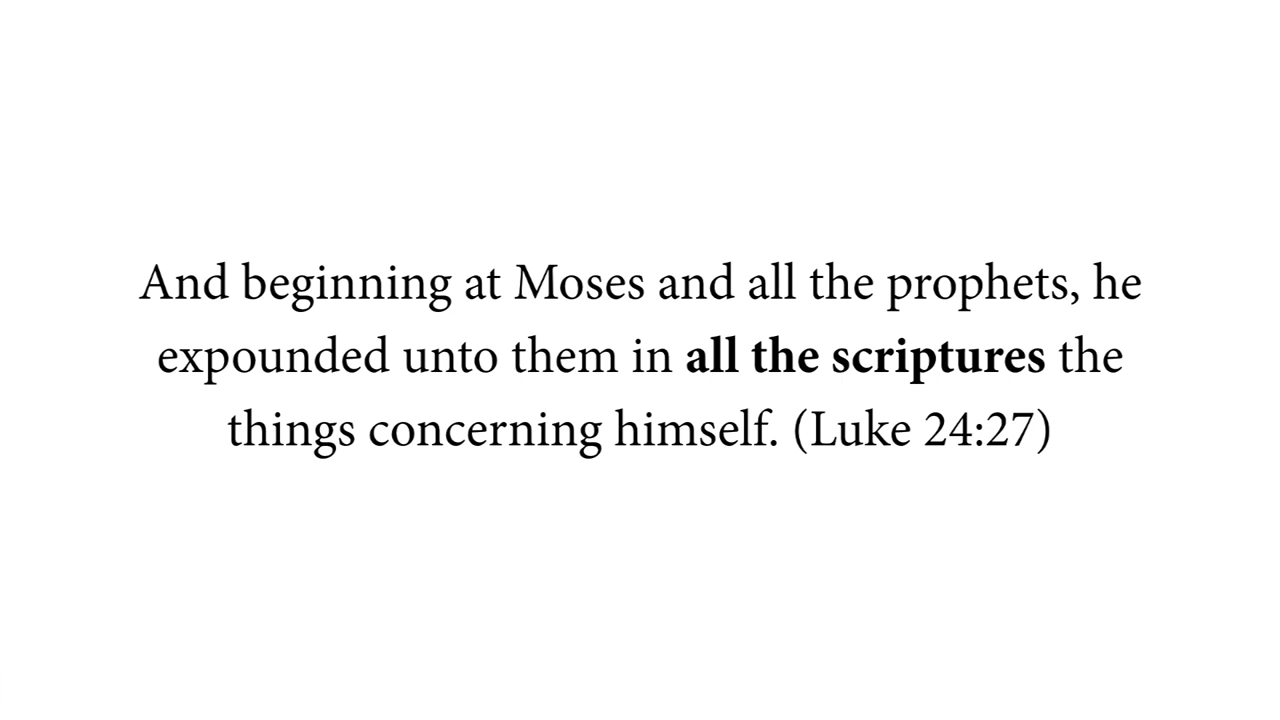 And beginning at Moses and all the prophets, he
expounded unto them in all the scriptures the
things concerning himself. (Luke 24:27)